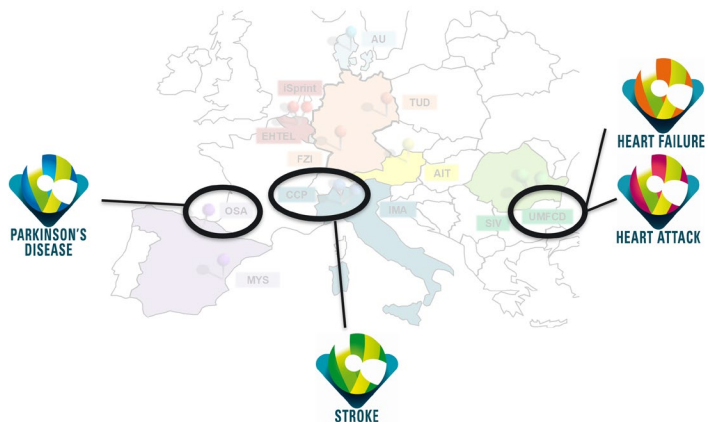 AU
iSprint
TUD
EHTEL
FZI
AIT
CCP
IMA
OSA
MYS
SIV
UMFCD
HEART FAILURE
HEART ATTACK
PARKINSON'S
DISEASE
STROKE